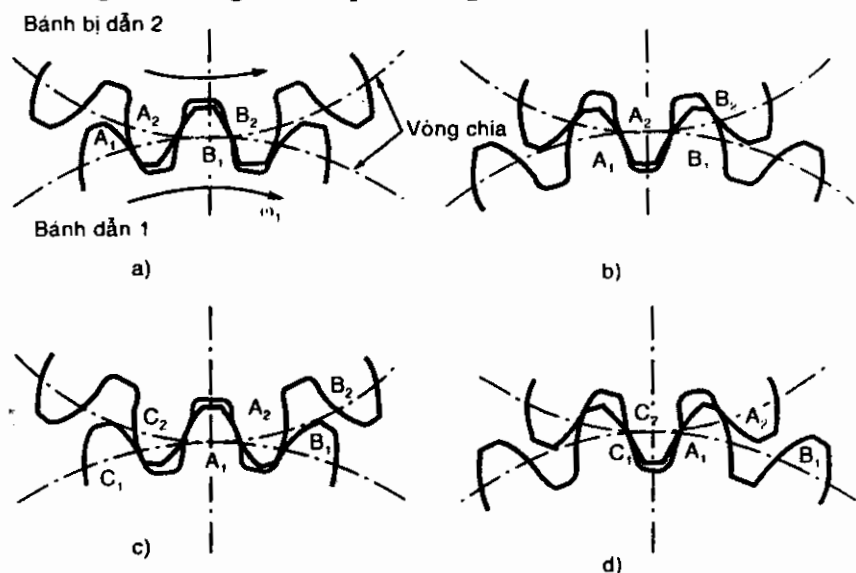 Bánh bị dẫn 2
A₂
B₂
A₁
B₁
Vòng chia
ω₁
Bánh dẫn 1
a)
B₂
A₂
A₁
B₁
b)
B₂
A₂
C₂
B₁
A₁
C₁
c)
C₂
A₂
C₁
A₁
B₁
d)